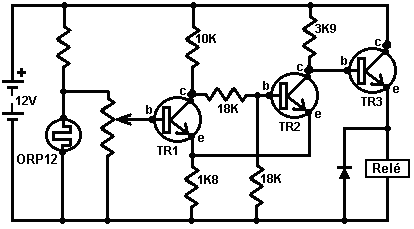 +
12V
ORP12
10K
3K9
c
b
e
TR1
18K
1K8
c
b
e
TR2
18K
c
b
e
TR3
Relé